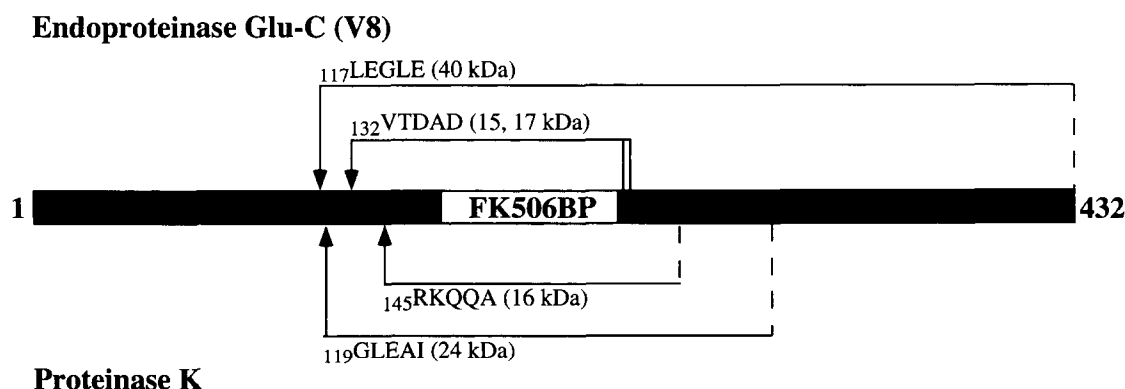 Endoproteinase Glu-C (V8)
117LEGLE (40 kDa)
132VTDAD (15, 17 kDa)
1 FK506BP 432
145RKQQA (16 kDa)
119GLEAI (24 kDa)
Proteinase K